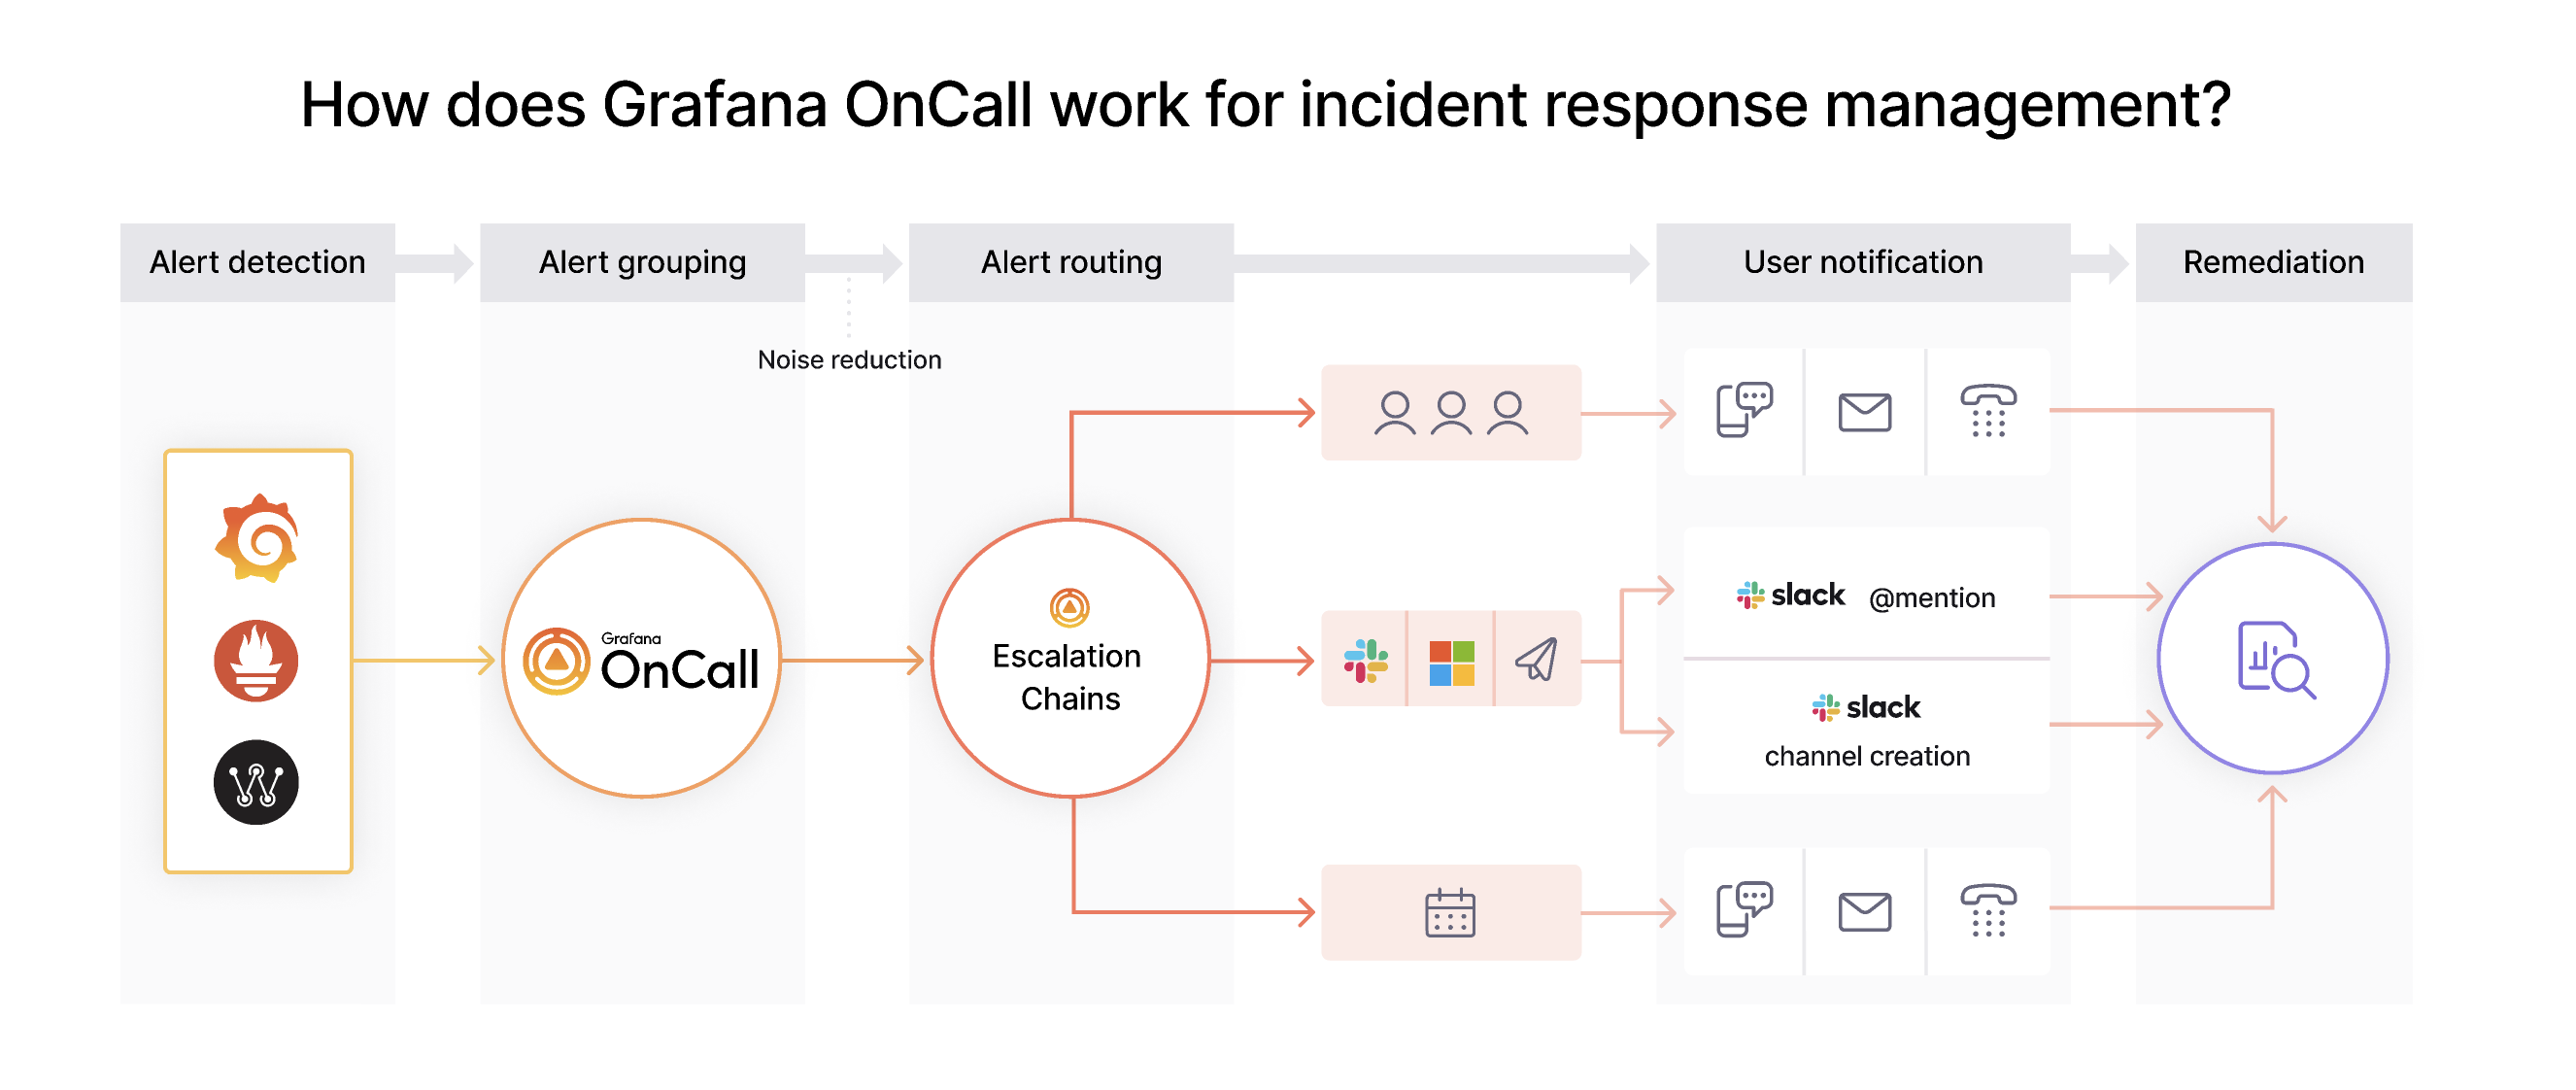 How does Grafana OnCall work for incident response management?
Alert detection
Alert grouping
Alert routing
User notification
Remediation
Noise reduction
Grafana
OnCall
Escalation
Chains
slack @mention
slack
channel creation